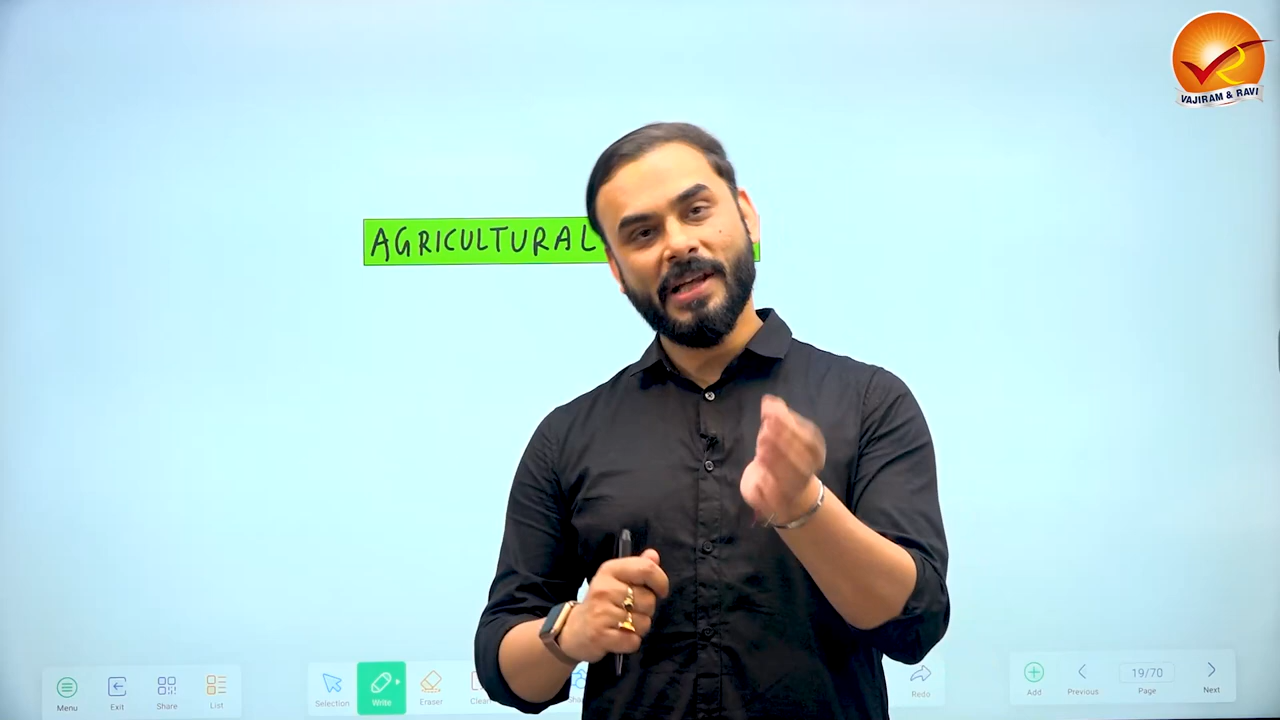 VAJIRAM & RAVI
AGRICULTURAL
Menu
Exit
Share
List
Selection
Write
Eraser
Redo
Add
Previous
19/70
Page
Next